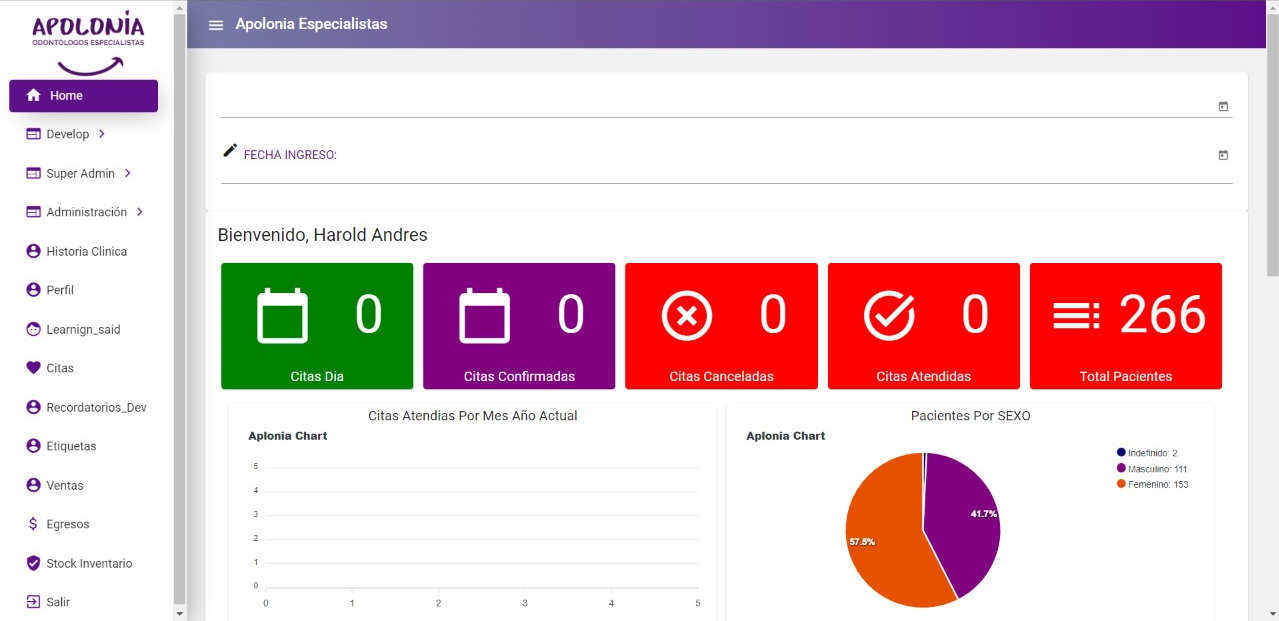 APOLONÍA
ODONTÓLOGOS ESPECIALISTAS
Home
Develop
Super Admin
Administración
Historia Clinica
Perfil
Learnign_said
Citas
Recordatorios_Dev
Etiquetas
Ventas
Egresos
Stock Inventario
Salir
Apolonia Especialistas
FECHA INGRESO:
Bienvenido, Harold Andres
0
Citas Dia
0
Citas Confirmadas
0
Citas Canceladas
0
Citas Atendidas
266
Total Pacientes
Citas Atendias Por Mes Año Actual
Aplonia Chart
5
4
3
2
1
0
0 1 2 3 4 5
Pacientes Por SEXO
Aplonia Chart
Indefinido: 2
Masculino: 111
Femenino: 153
41.7%
57.5%